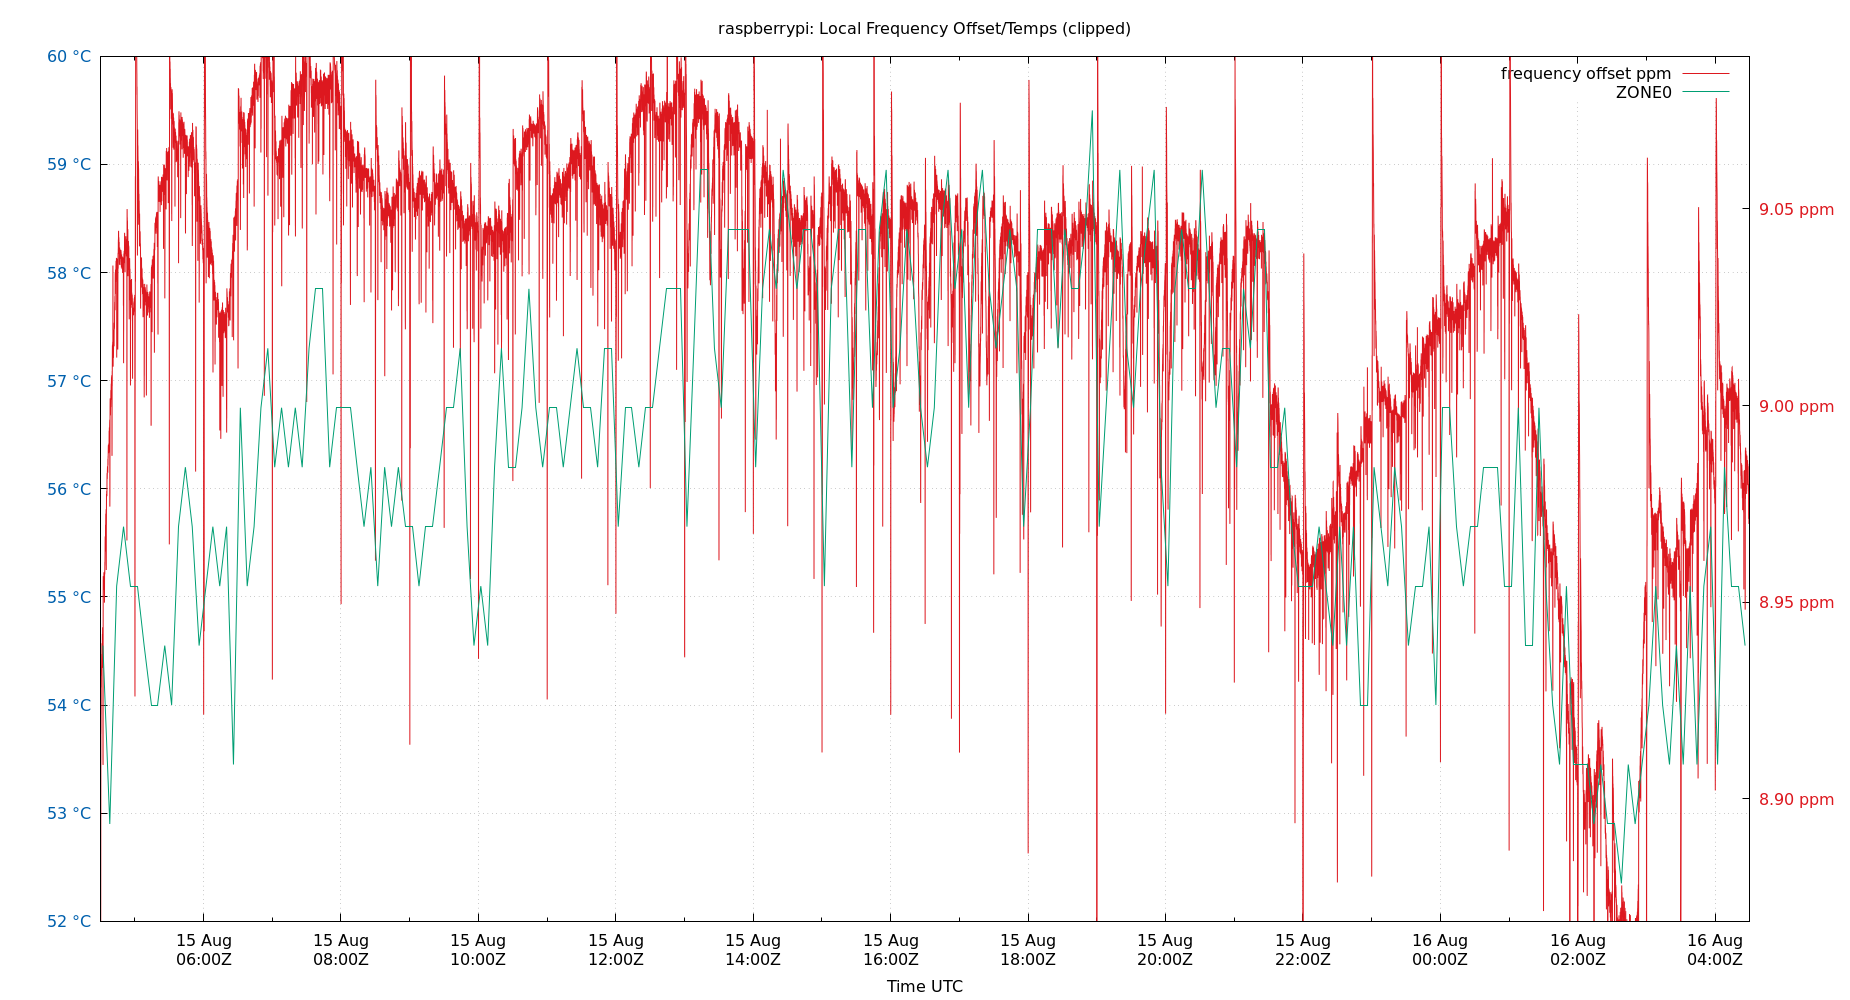 raspberrypi: Local Frequency Offset/Temps (clipped)
frequency offset ppm
ZONE0
60 °C
59 °C
58 °C
57 °C
56 °C
55 °C
54 °C
53 °C
52 °C
9.05 ppm
9.00 ppm
8.95 ppm
8.90 ppm
15 Aug 15 Aug 15 Aug 15 Aug 15 Aug 15 Aug 15 Aug 15 Aug 15 Aug 16 Aug 16 Aug 16 Aug
06:00Z 08:00Z 10:00Z 12:00Z 14:00Z 16:00Z 18:00Z 20:00Z 22:00Z 00:00Z 02:00Z 04:00Z
Time UTC